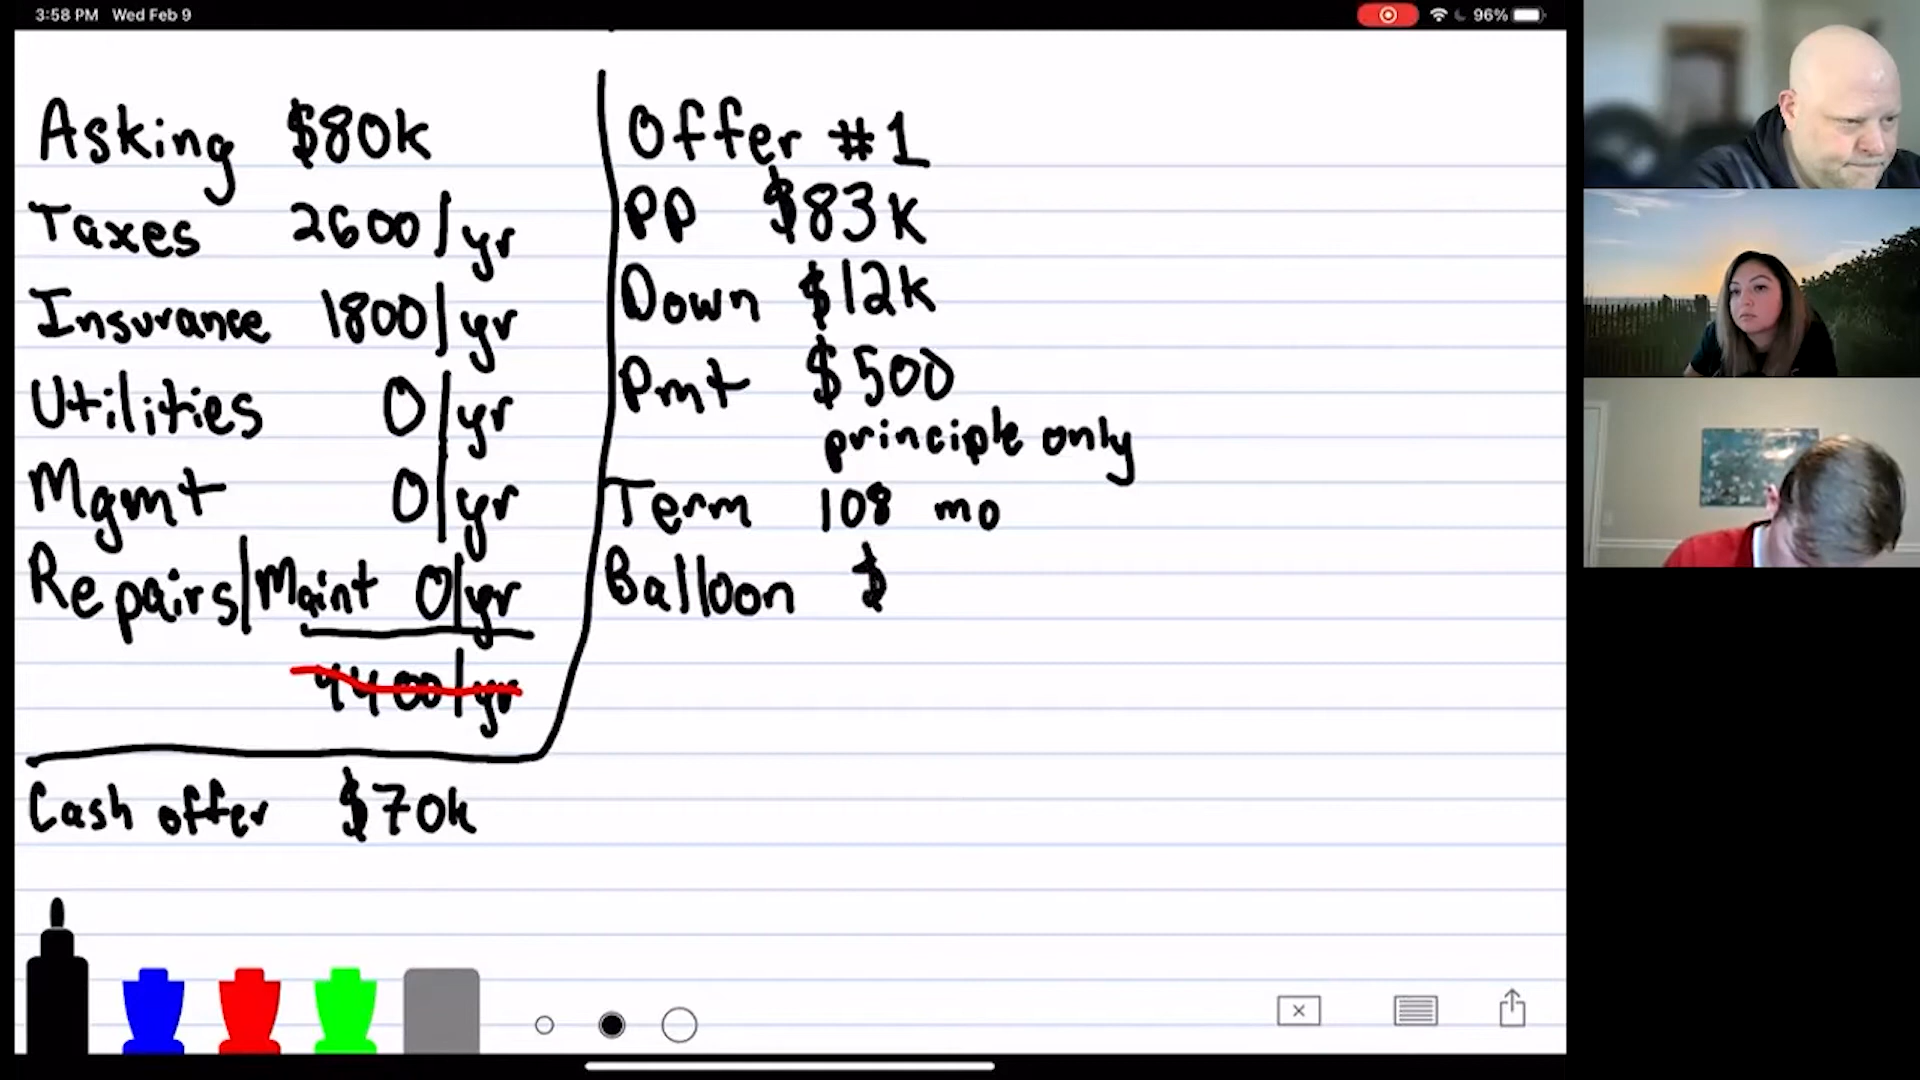 3:58 PM Wed Feb 9
96%
Asking $80k
Taxes 2600/yr
Insurance 1800/yr
Utilities 0/yr
Mgmt 0/yr
Repairs/Maint 0/yr
4400/yr
Cash offer $70k
Offer #1
PP $83k
Down $12k
Pmt $500
principle only
Term 108 mo
Balloon $